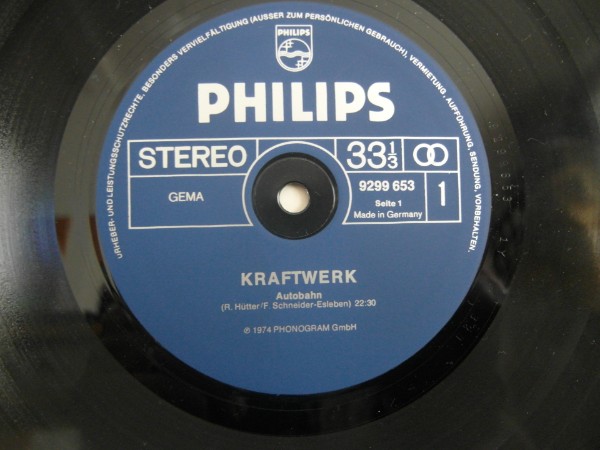 URHEBER- UND LEISTUNGSSCHUTZRECHTE, BESONDERS VERVIELFÄLTIGUNG (AUSSER ZUM PERSÖNLICHEN GEBRAUCH), VERMIETUNG, AUFFÜHRUNG, SENDUNG, VORBEHALTEN.
PHILIPS
PHILIPS
STEREO 33⅓
GEMA 9299 653 1
Seite 1
Made in Germany
KRAFTWERK
Autobahn
(R. Hütter/F Schneider-Esleben) 22:30
℗ 1974 PHONOGRAM GmbH